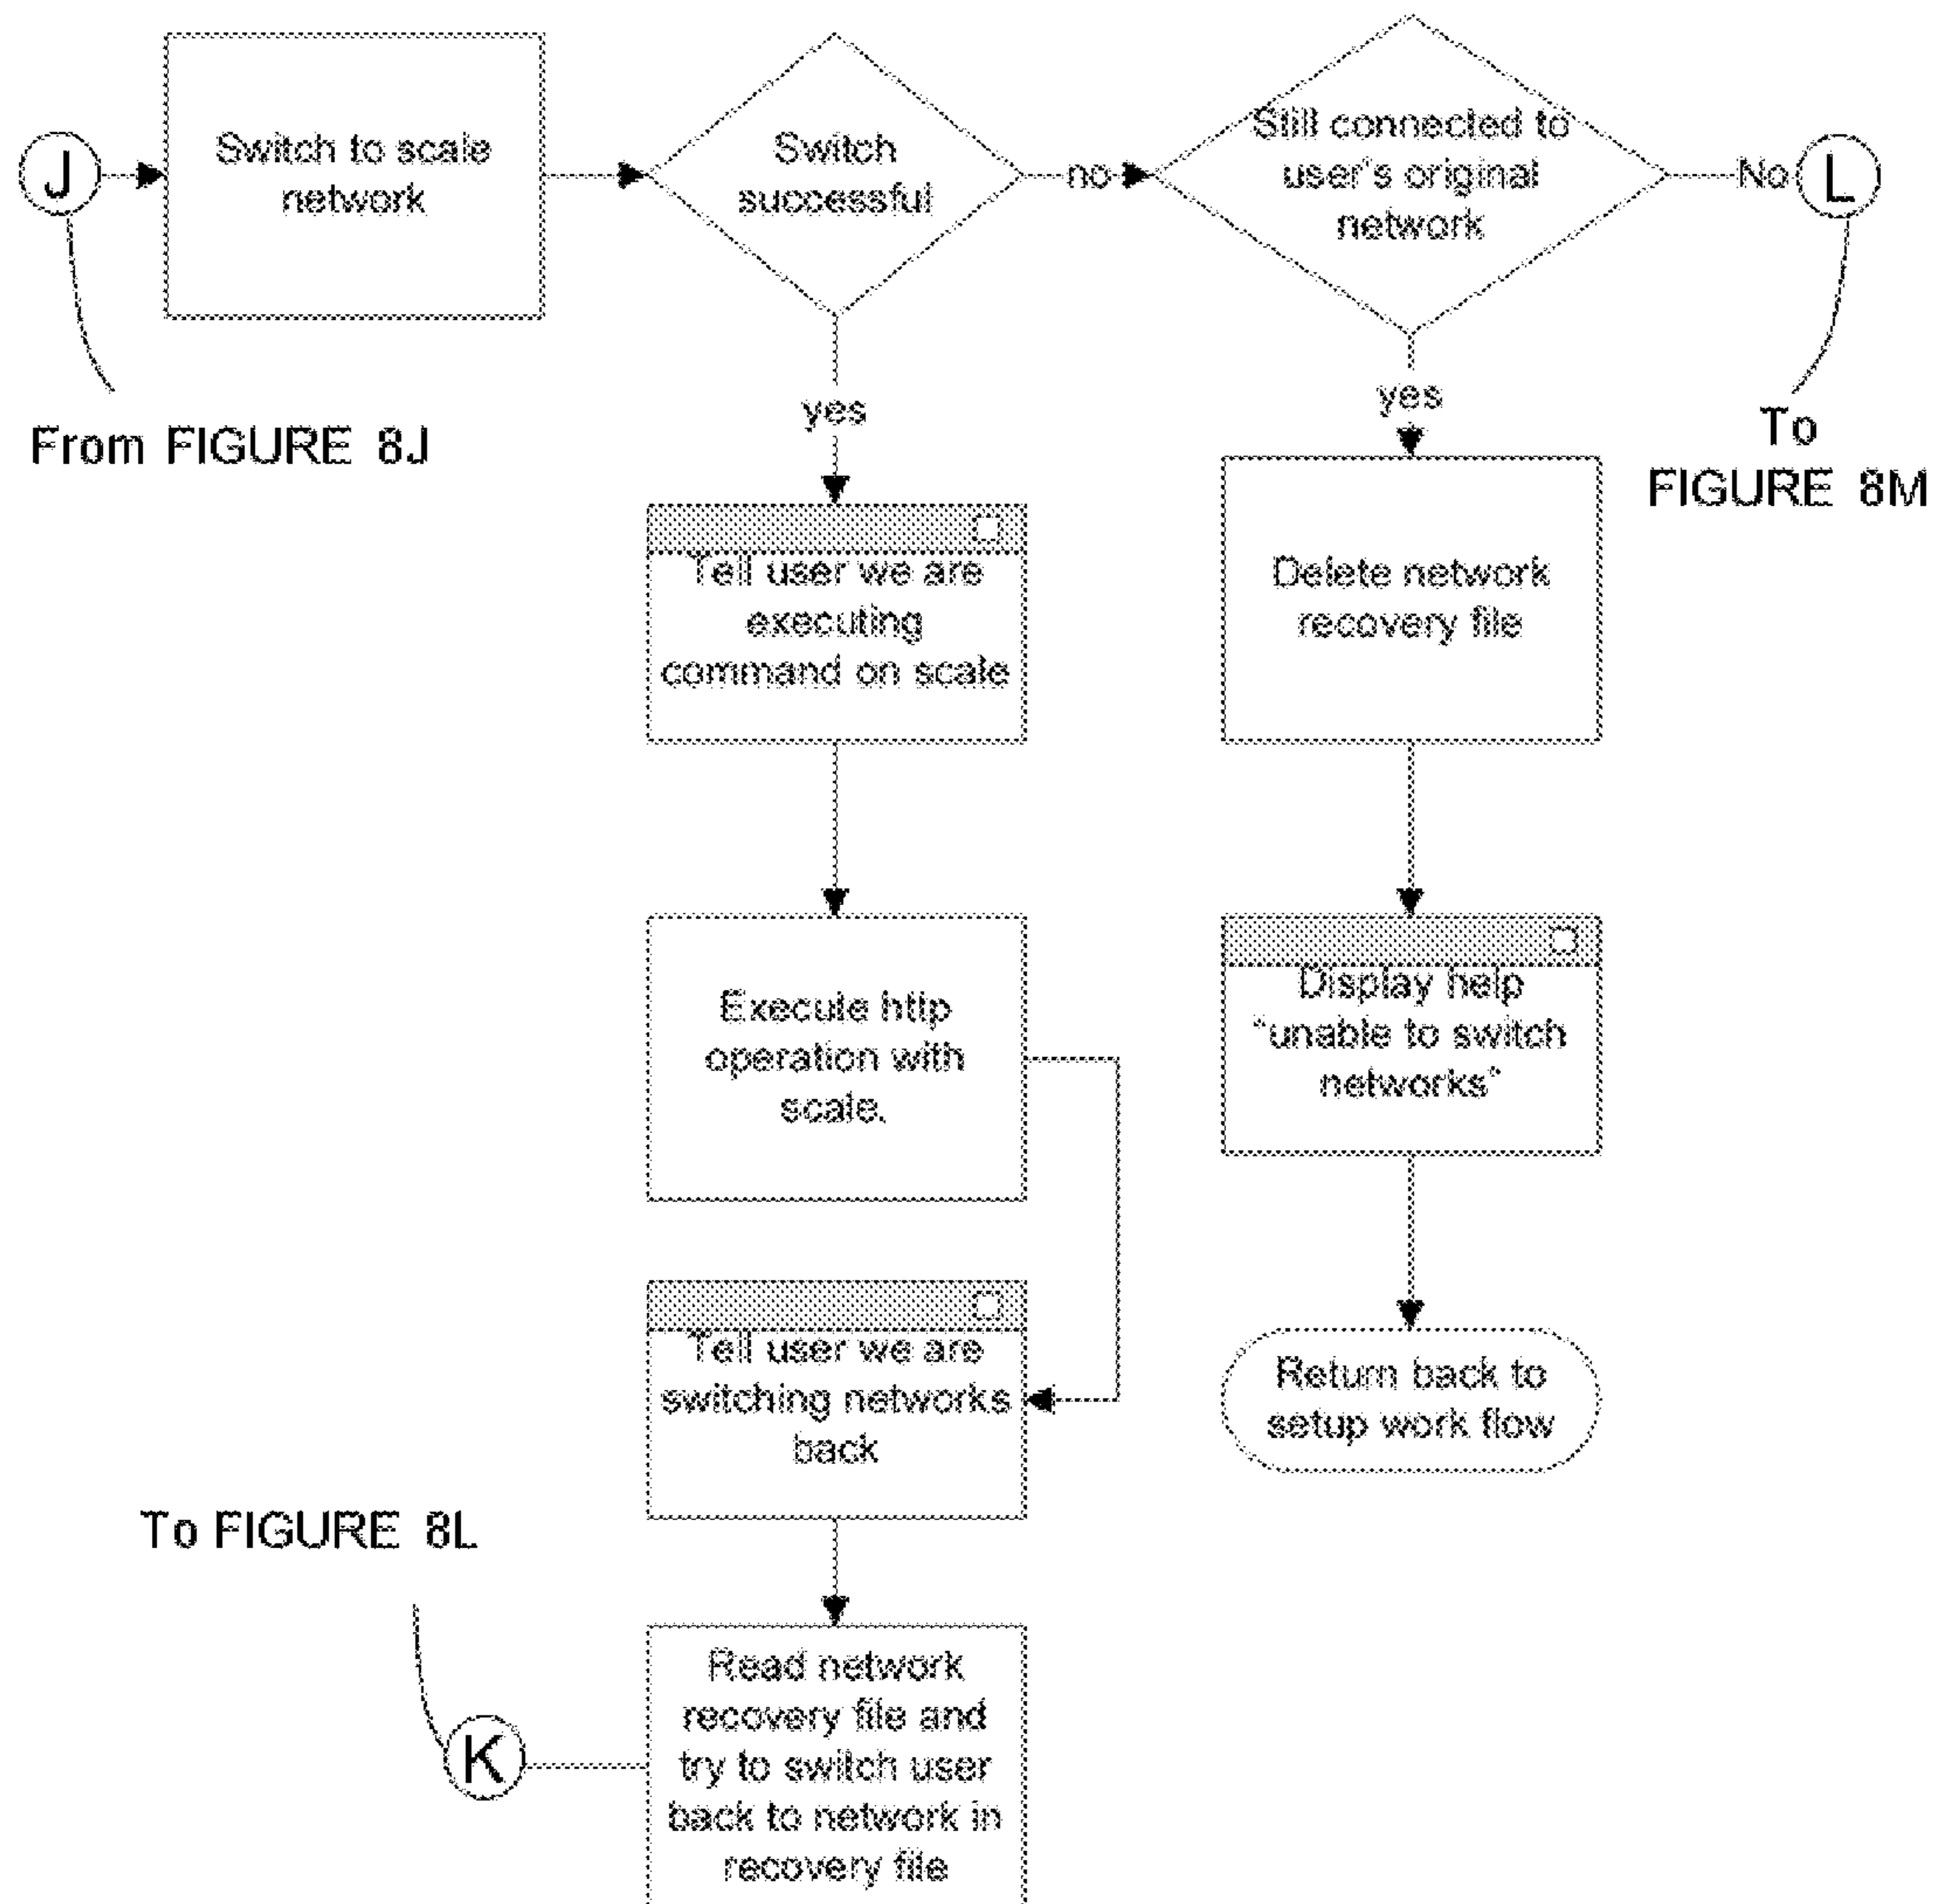 J
Switch to scale
network
Switch
successful
no
Still connected to
user's original
network
No
L
yes
yes
From FIGURE 8J
To
FIGURE 8M
Tell user we are
executing
command on scale
Delete network
recovery file
Execute http
operation with
scale.
Display help
"unable to switch
networks"
Tell user we are
switching networks
back
Return back to
setup work flow
To FIGURE 8L
K
Read network
recovery file and
try to switch user
back to network in
recovery file